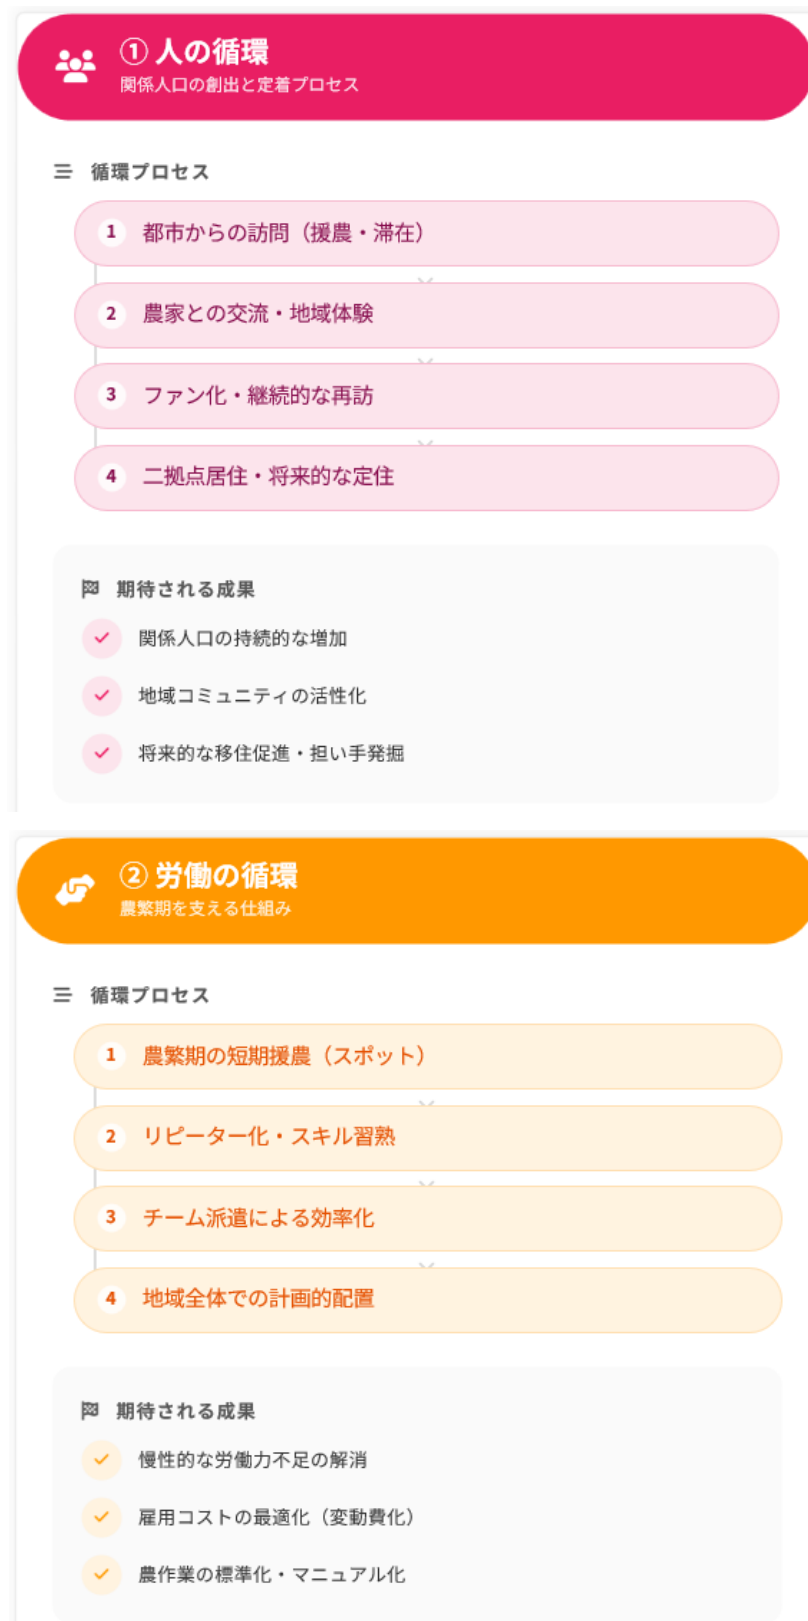 ① 人の循環
関係人口の創出と定着プロセス
循環プロセス
1 都市からの訪問（援農・滞在）
2 農家との交流・地域体験
3 ファン化・継続的な再訪
4 二拠点居住・将来的な定住
期待される成果
関係人口の持続的な増加
地域コミュニティの活性化
将来的な移住促進・担い手発掘
② 労働の循環
農繁期を支える仕組み
循環プロセス
1 農繁期の短期援農（スポット）
2 リピーター化・スキル習熟
3 チーム派遣による効率化
4 地域全体での計画的配置
期待される成果
慢性的な労働力不足の解消
雇用コストの最適化（変動費化）
農作業の標準化・マニュアル化